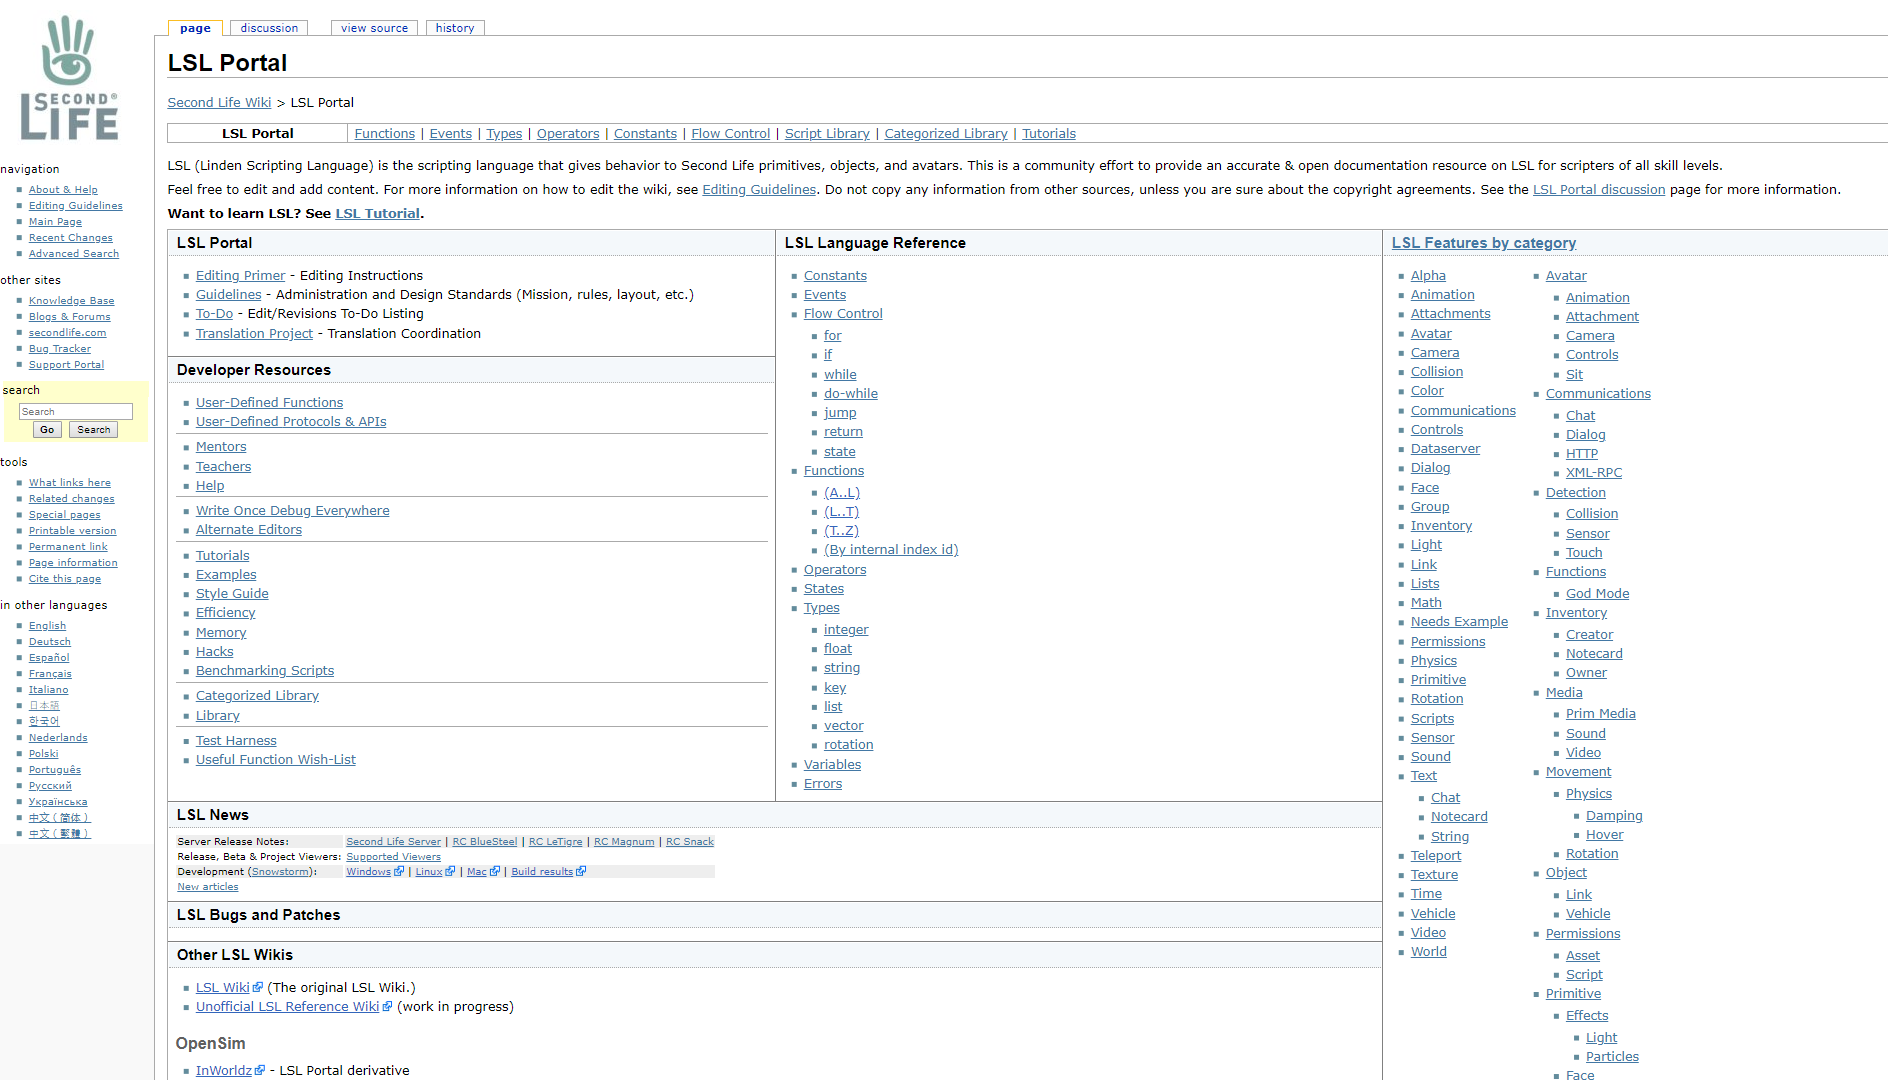 SECOND®
LIFE
page
discussion
view source
history
LSL Portal
Second Life Wiki > LSL Portal
LSL Portal
Functions | Events | Types | Operators | Constants | Flow Control | Script Library | Categorized Library | Tutorials
LSL (Linden Scripting Language) is the scripting language that gives behavior to Second Life primitives, objects, and avatars. This is a community effort to provide an accurate & open documentation resource on LSL for scripters of all skill levels.
Feel free to edit and add content. For more information on how to edit the wiki, see Editing Guidelines. Do not copy any information from other sources, unless you are sure about the copyright agreements. See the LSL Portal discussion page for more information.
Want to learn LSL? See LSL Tutorial.
navigation
About & Help
Editing Guidelines
Main Page
Recent Changes
Advanced Search
other sites
Knowledge Base
Blogs & Forums
secondlife.com
Bug Tracker
Support Portal
search
Search
Go
Search
tools
What links here
Related changes
Special pages
Printable version
Permanent link
Page information
Cite this page
in other languages
English
Deutsch
Español
Français
Italiano
日本語
한국어
Nederlands
Polski
Português
Русский
Українська
中文（简体）
中文（繁體）
LSL Portal
Editing Primer - Editing Instructions
Guidelines - Administration and Design Standards (Mission, rules, layout, etc.)
To-Do - Edit/Revisions To-Do Listing
Translation Project - Translation Coordination
Developer Resources
User-Defined Functions
User-Defined Protocols & APIs
Mentors
Teachers
Help
Write Once Debug Everywhere
Alternate Editors
Tutorials
Examples
Style Guide
Efficiency
Memory
Hacks
Benchmarking Scripts
Categorized Library
Library
Test Harness
Useful Function Wish-List
LSL Language Reference
Constants
Events
Flow Control
for
if
while
do-while
jump
return
state
Functions
(A..L)
(L..T)
(T..Z)
(By internal index id)
Operators
States
Types
integer
float
string
key
list
vector
rotation
Variables
Errors
LSL News
Server Release Notes: Second Life Server | RC BlueSteel | RC LeTigre | RC Magnum | RC Snack
Release, Beta & Project Viewers: Supported Viewers
Development (Snowstorm): Windows | Linux | Mac | Build results
New articles
LSL Bugs and Patches
Other LSL Wikis
LSL Wiki (The original LSL Wiki.)
Unofficial LSL Reference Wiki (work in progress)
OpenSim
InWorldz - LSL Portal derivative
LSL Features by category
Alpha
Animation
Attachments
Avatar
Camera
Collision
Color
Communications
Controls
Dataserver
Dialog
Face
Group
Inventory
Light
Link
Lists
Math
Needs Example
Permissions
Physics
Primitive
Rotation
Scripts
Sensor
Sound
Text
Chat
Notecard
String
Teleport
Texture
Time
Vehicle
Video
World
Avatar
Animation
Attachment
Camera
Controls
Sit
Communications
Chat
Dialog
HTTP
XML-RPC
Detection
Collision
Sensor
Touch
Functions
God Mode
Inventory
Creator
Notecard
Owner
Media
Prim Media
Sound
Video
Movement
Physics
Damping
Hover
Rotation
Object
Link
Vehicle
Permissions
Asset
Script
Primitive
Effects
Light
Particles
Face